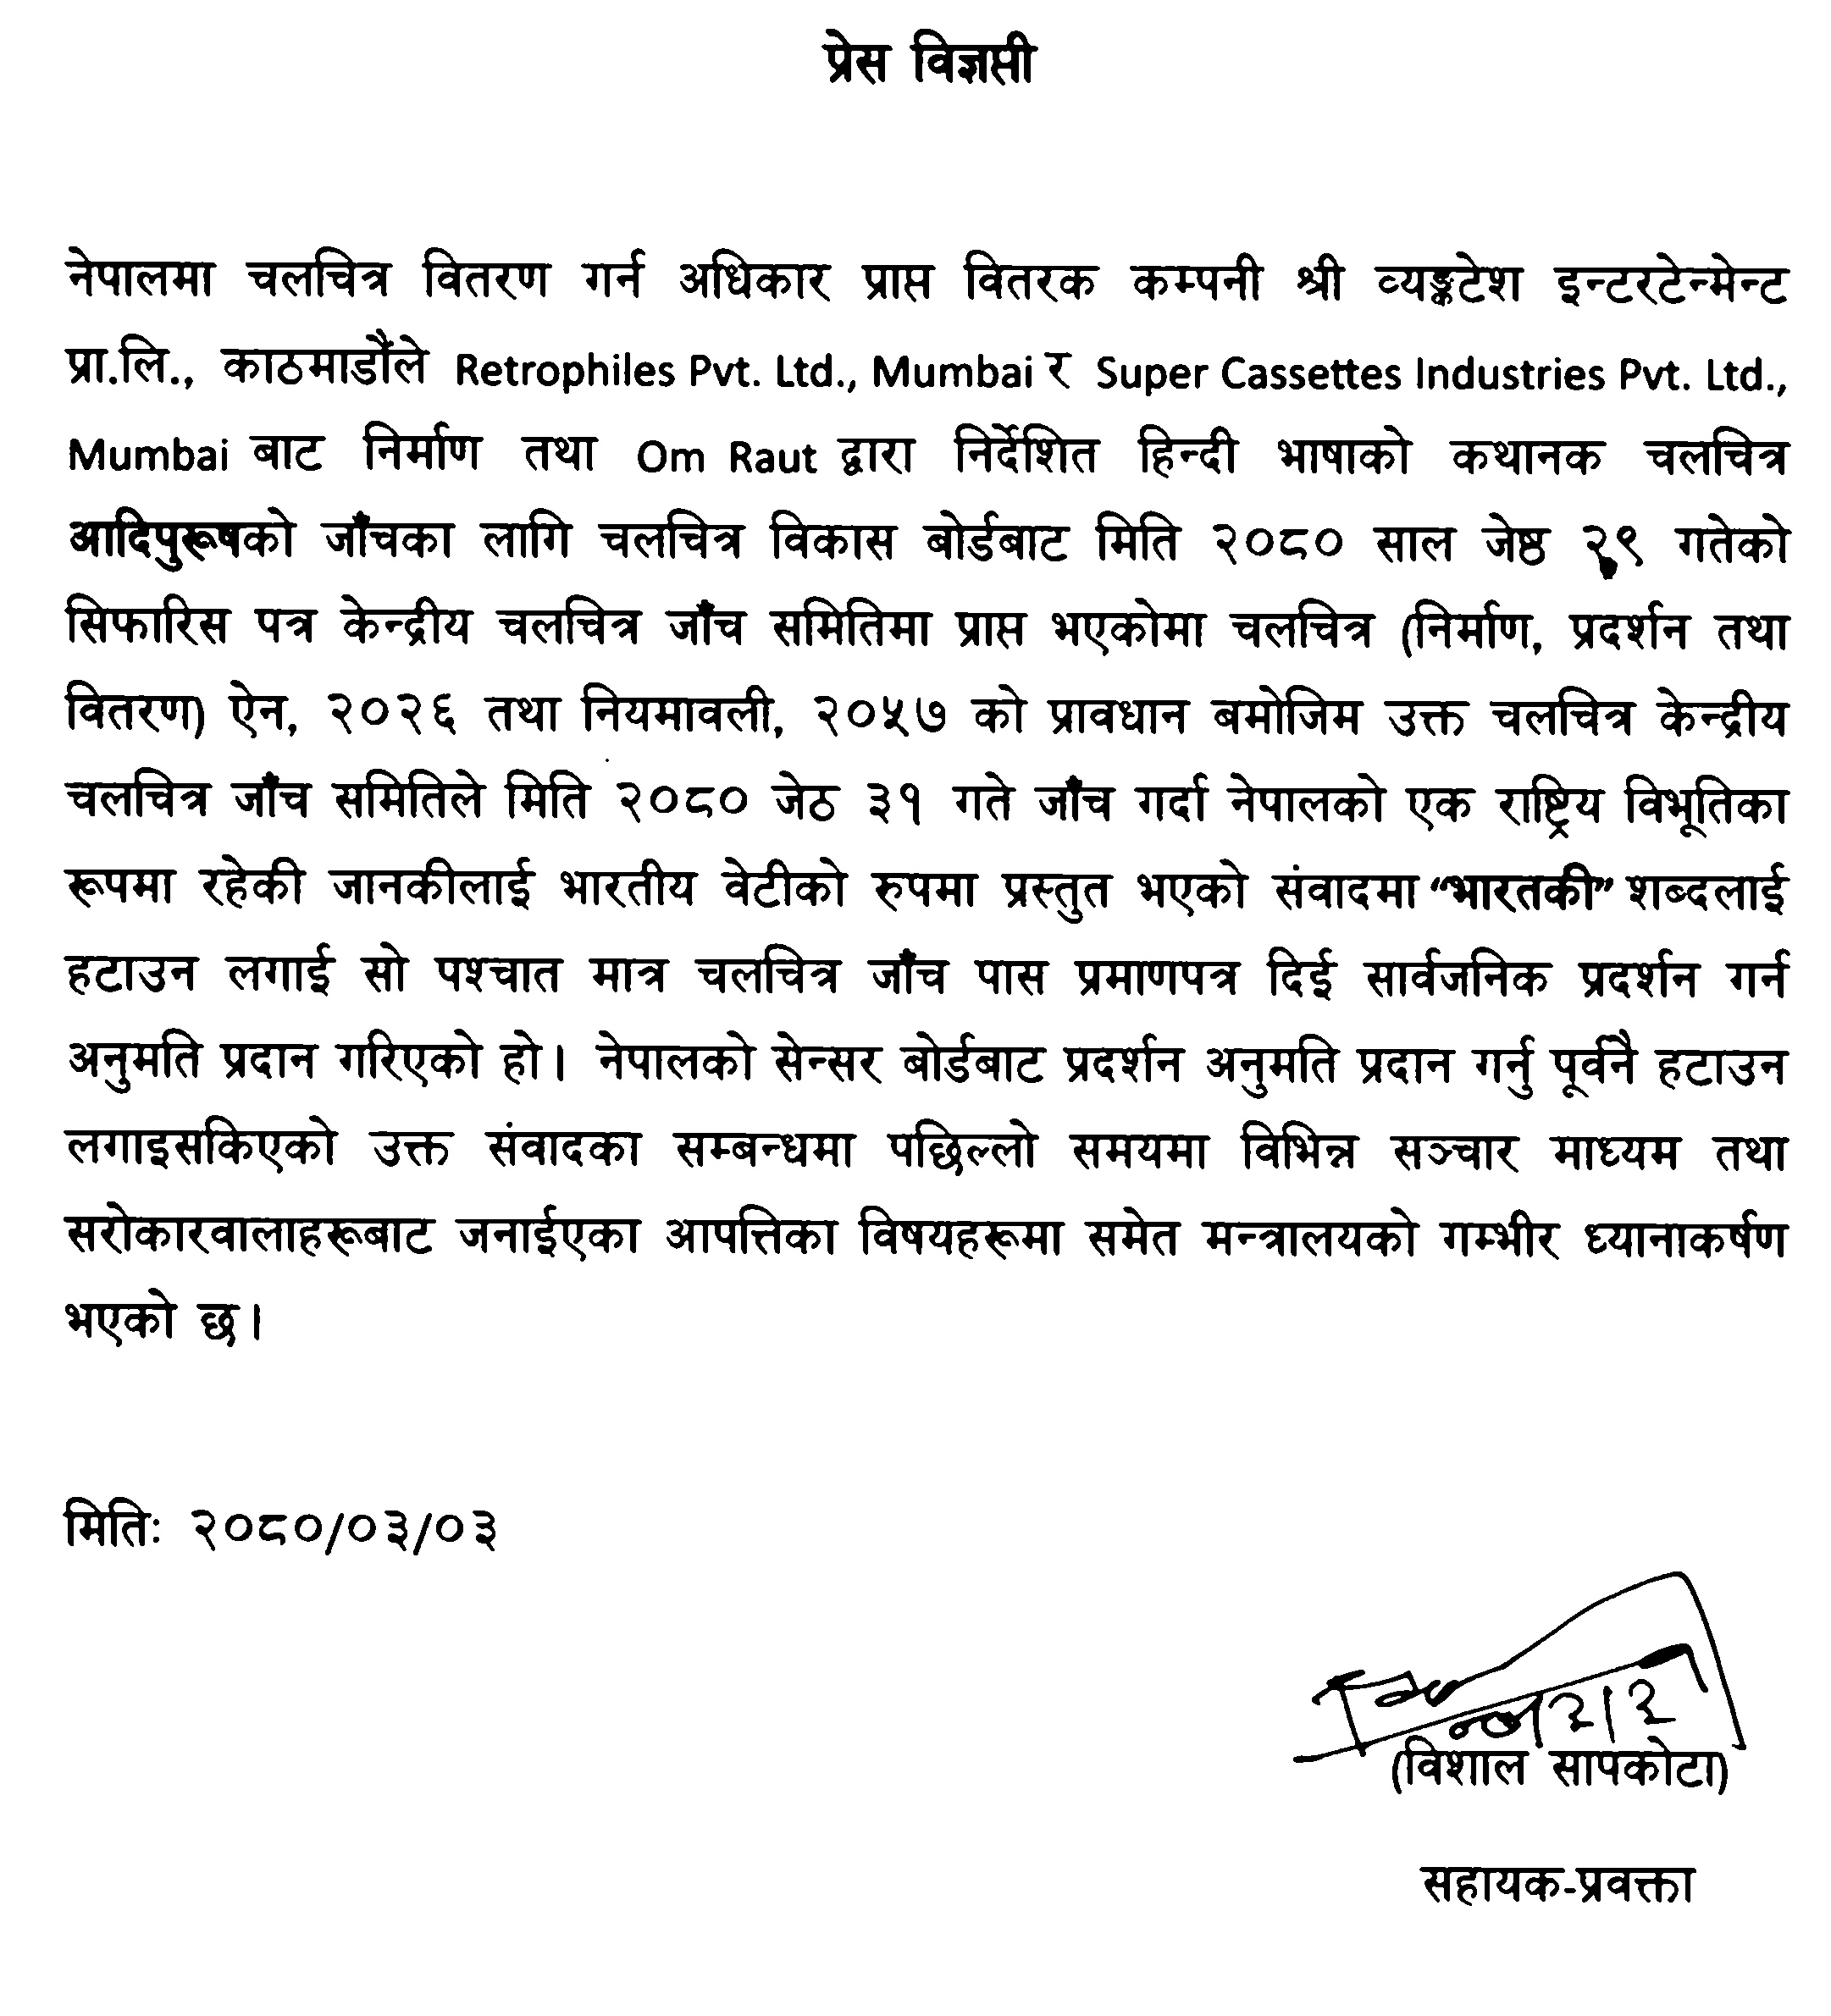 प्रेस विज्ञप्ती
नेपालमा चलचित्र वितरण गर्न अधिकार प्राप्त वितरक कम्पनी श्री व्यङ्कटेश इन्टरटेन्मेन्ट
प्रा.लि., काठमाडौंले Retrophiles Pvt. Ltd., Mumbai र Super Cassettes Industries Pvt. Ltd.,
Mumbai बाट निर्माण तथा Om Raut द्वारा निर्देशित हिन्दी भाषाको कथानक चलचित्र
आदिपुरूषको जाँचका लागि चलचित्र विकास बोर्डबाट मिति २०८० साल जेष्ठ २९ गतेको
सिफारिस पत्र केन्द्रीय चलचित्र जाँच समितिमा प्राप्त भएकोमा चलचित्र (निर्माण, प्रदर्शन तथा
वितरण) ऐन, २०२६ तथा नियमावली, २०५७ को प्रावधान बमोजिम उक्त चलचित्र केन्द्रीय
चलचित्र जाँच समितिले मिति २०८० जेठ ३१ गते जाँच गर्दा नेपालको एक राष्ट्रिय विभूतिका
रूपमा रहेकी जानकीलाई भारतीय वेटीको रुपमा प्रस्तुत भएको संवादमा “भारतकी” शब्दलाई
हटाउन लगाई सो पश्चात मात्र चलचित्र जाँच पास प्रमाणपत्र दिई सार्वजनिक प्रदर्शन गर्न
अनुमति प्रदान गरिएको हो। नेपालको सेन्सर बोर्डबाट प्रदर्शन अनुमति प्रदान गर्नु पूर्वनै हटाउन
लगाइसकिएको उक्त संवादका सम्बन्धमा पछिल्लो समयमा विभिन्न सञ्चार माध्यम तथा
सरोकारवालाहरूबाट जनाईएका आपत्तिका विषयहरूमा समेत मन्त्रालयको गम्भीर ध्यानाकर्षण
भएको छ।
मितिः २०८०/०३/०३
(विशाल सापकोटा)
सहायक-प्रवक्ता